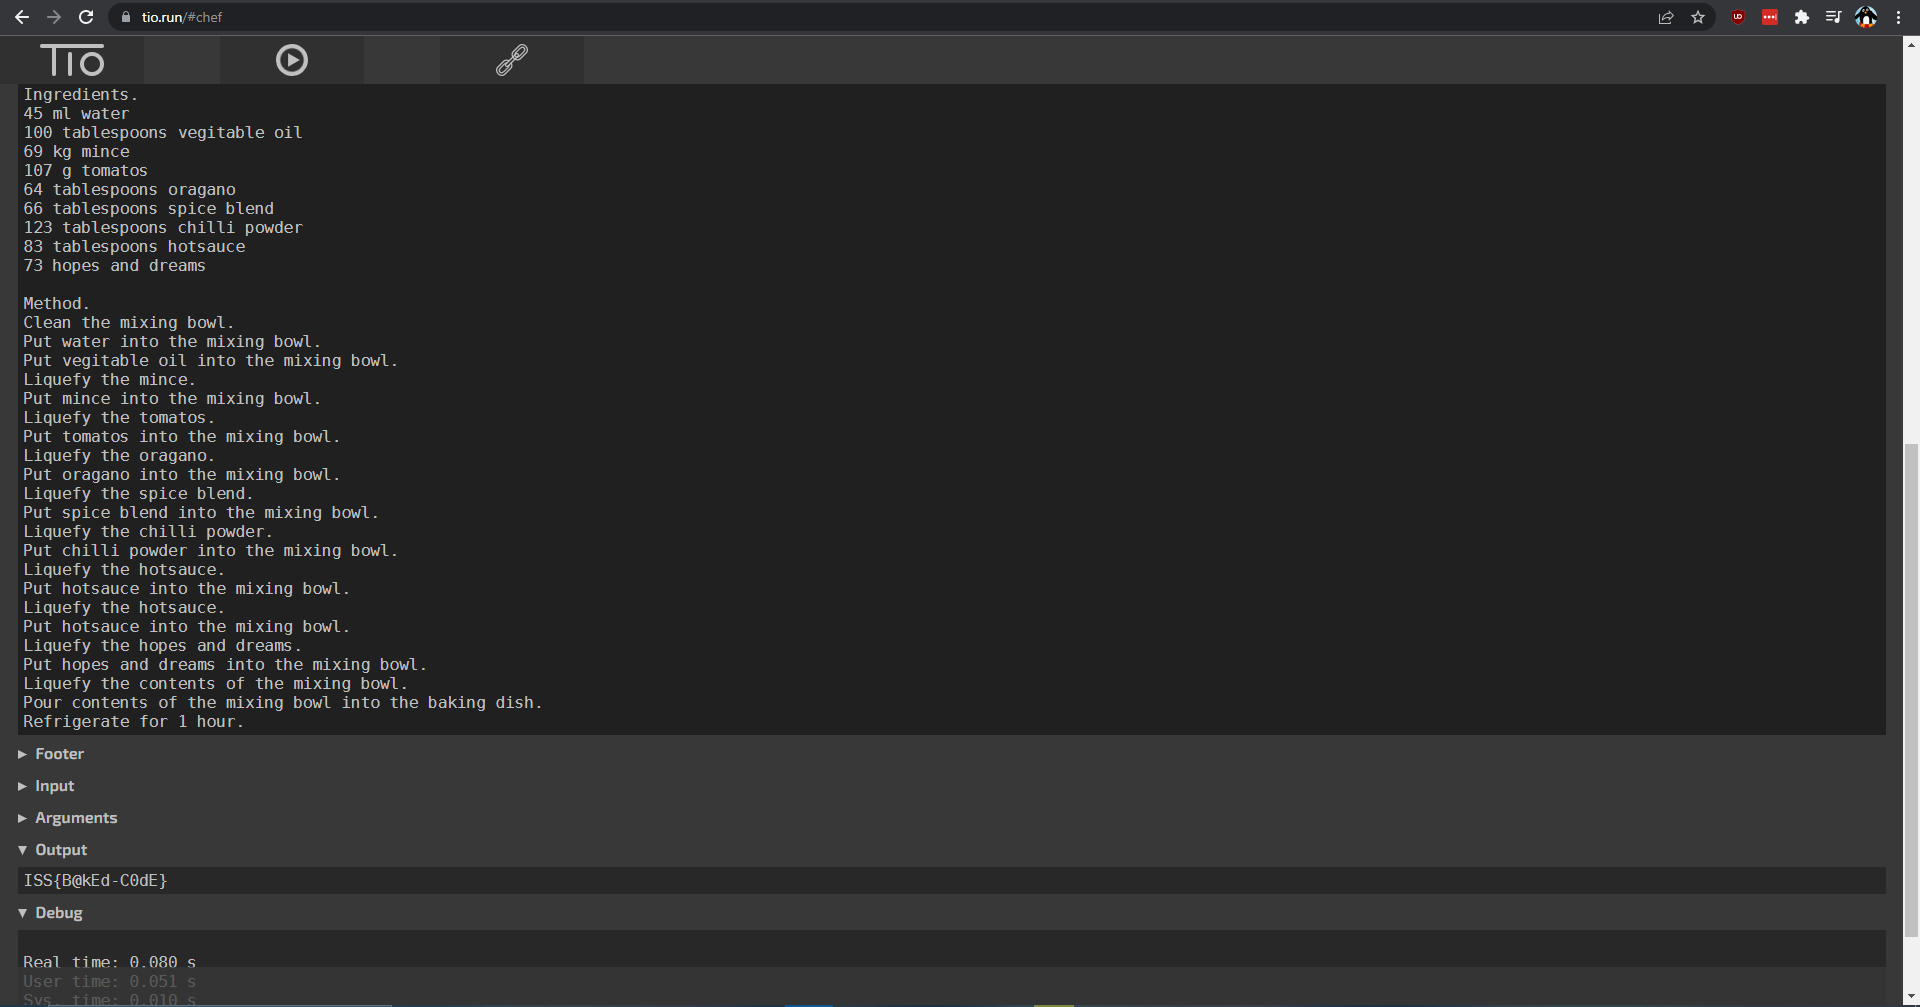 tio.run/#chef
TIO
Ingredients.
45 ml water
100 tablespoons vegitable oil
69 kg mince
107 g tomatos
64 tablespoons oragano
66 tablespoons spice blend
123 tablespoons chilli powder
83 tablespoons hotsauce
73 hopes and dreams
Method.
Clean the mixing bowl.
Put water into the mixing bowl.
Put vegitable oil into the mixing bowl.
Liquefy the mince.
Put mince into the mixing bowl.
Liquefy the tomatos.
Put tomatos into the mixing bowl.
Liquefy the oragano.
Put oragano into the mixing bowl.
Liquefy the spice blend.
Put spice blend into the mixing bowl.
Liquefy the chilli powder.
Put chilli powder into the mixing bowl.
Liquefy the hotsauce.
Put hotsauce into the mixing bowl.
Liquefy the hotsauce.
Put hotsauce into the mixing bowl.
Liquefy the hopes and dreams.
Put hopes and dreams into the mixing bowl.
Liquefy the contents of the mixing bowl.
Pour contents of the mixing bowl into the baking dish.
Refrigerate for 1 hour.
Footer
Input
Arguments
Output
ISS{B@kEd-C0dE}
Debug
Real time: 0.080 s
User time: 0.051 s
Sys. time: 0.010 s